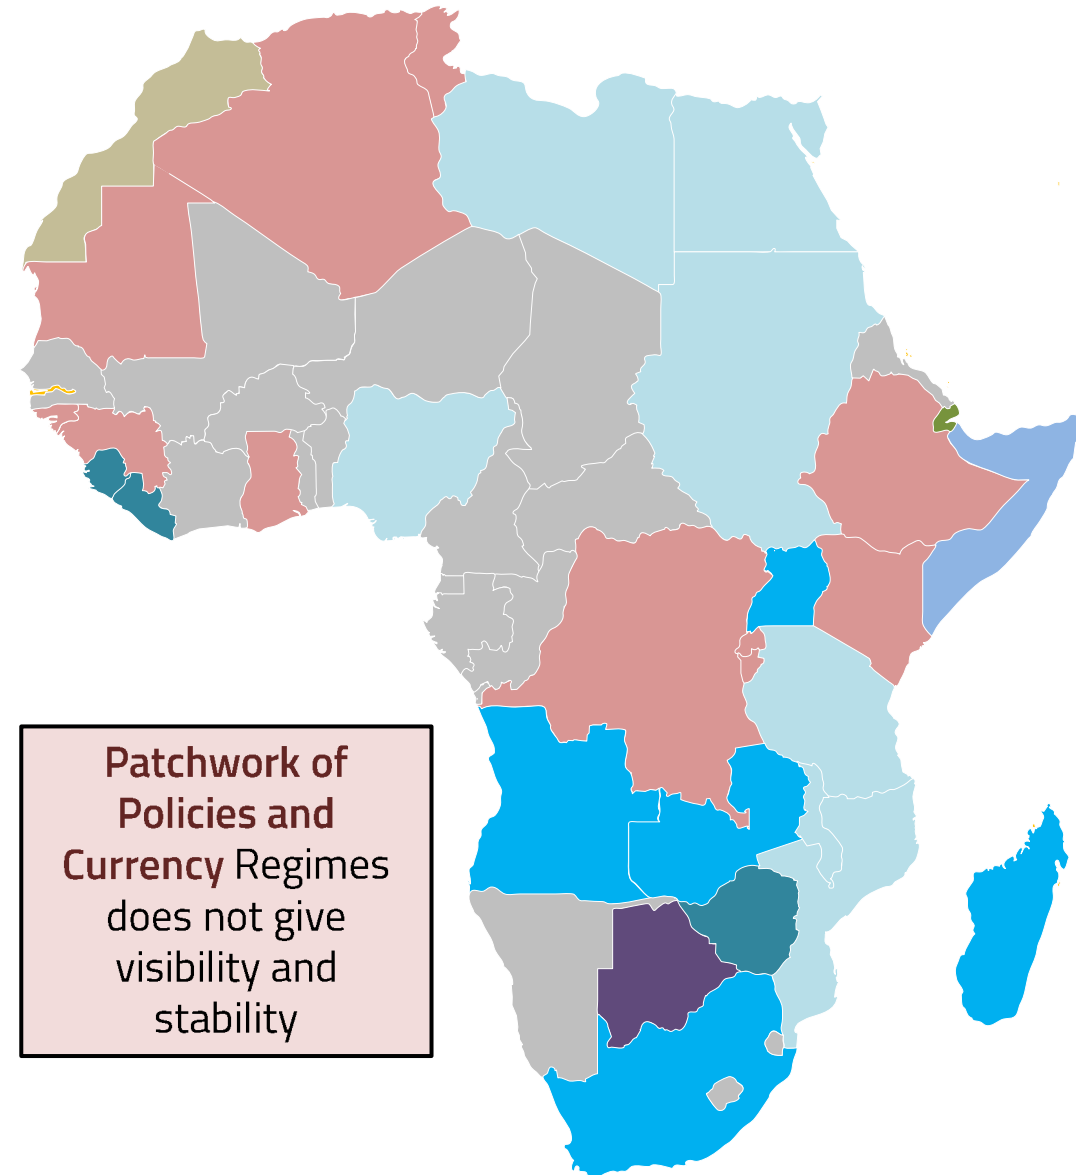 Patchwork of
Policies and
Currency Regimes
does not give
visibility and
stability